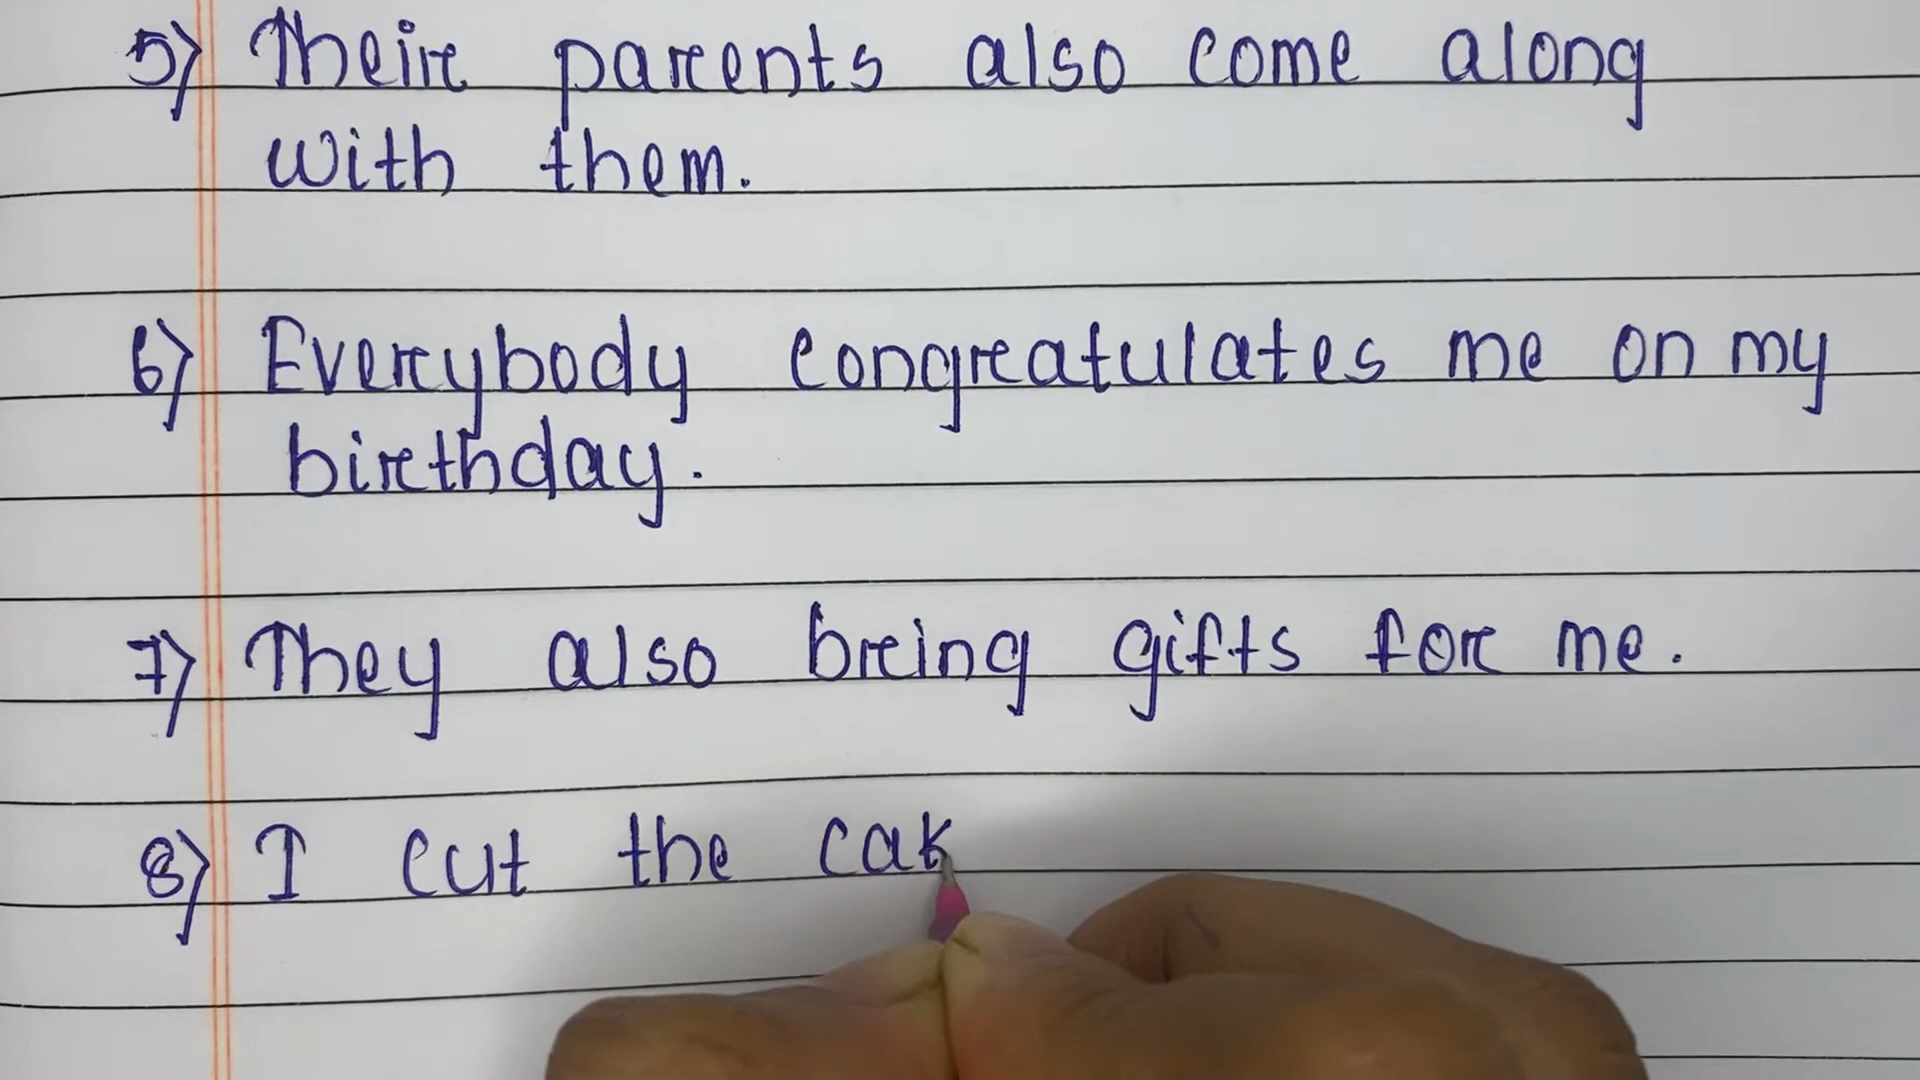 5) Their parents also come along
with them.
6) Everybody congratulates me on my
birthday.
7) They also bring gifts for me.
8) I cut the cak